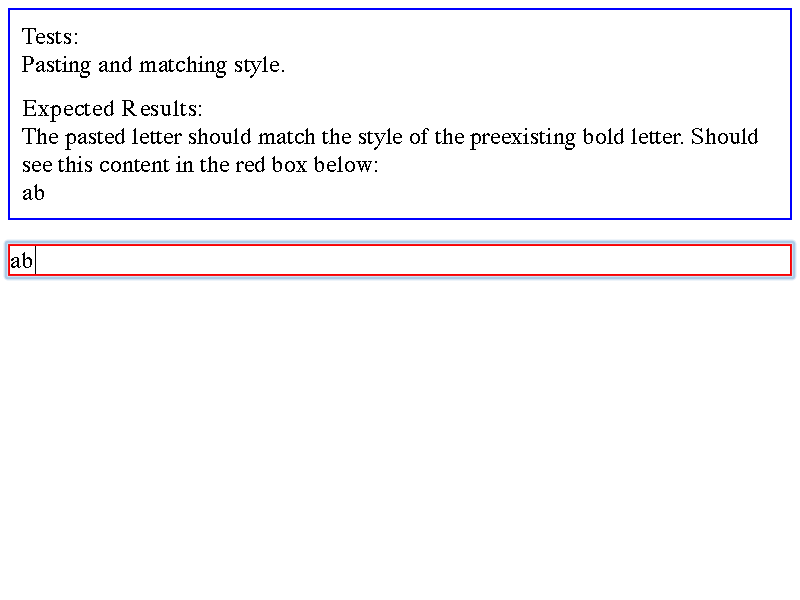 Tests:
Pasting and matching style.
Expected Results:
The pasted letter should match the style of the preexisting bold letter. Should
see this content in the red box below:
ab
ab